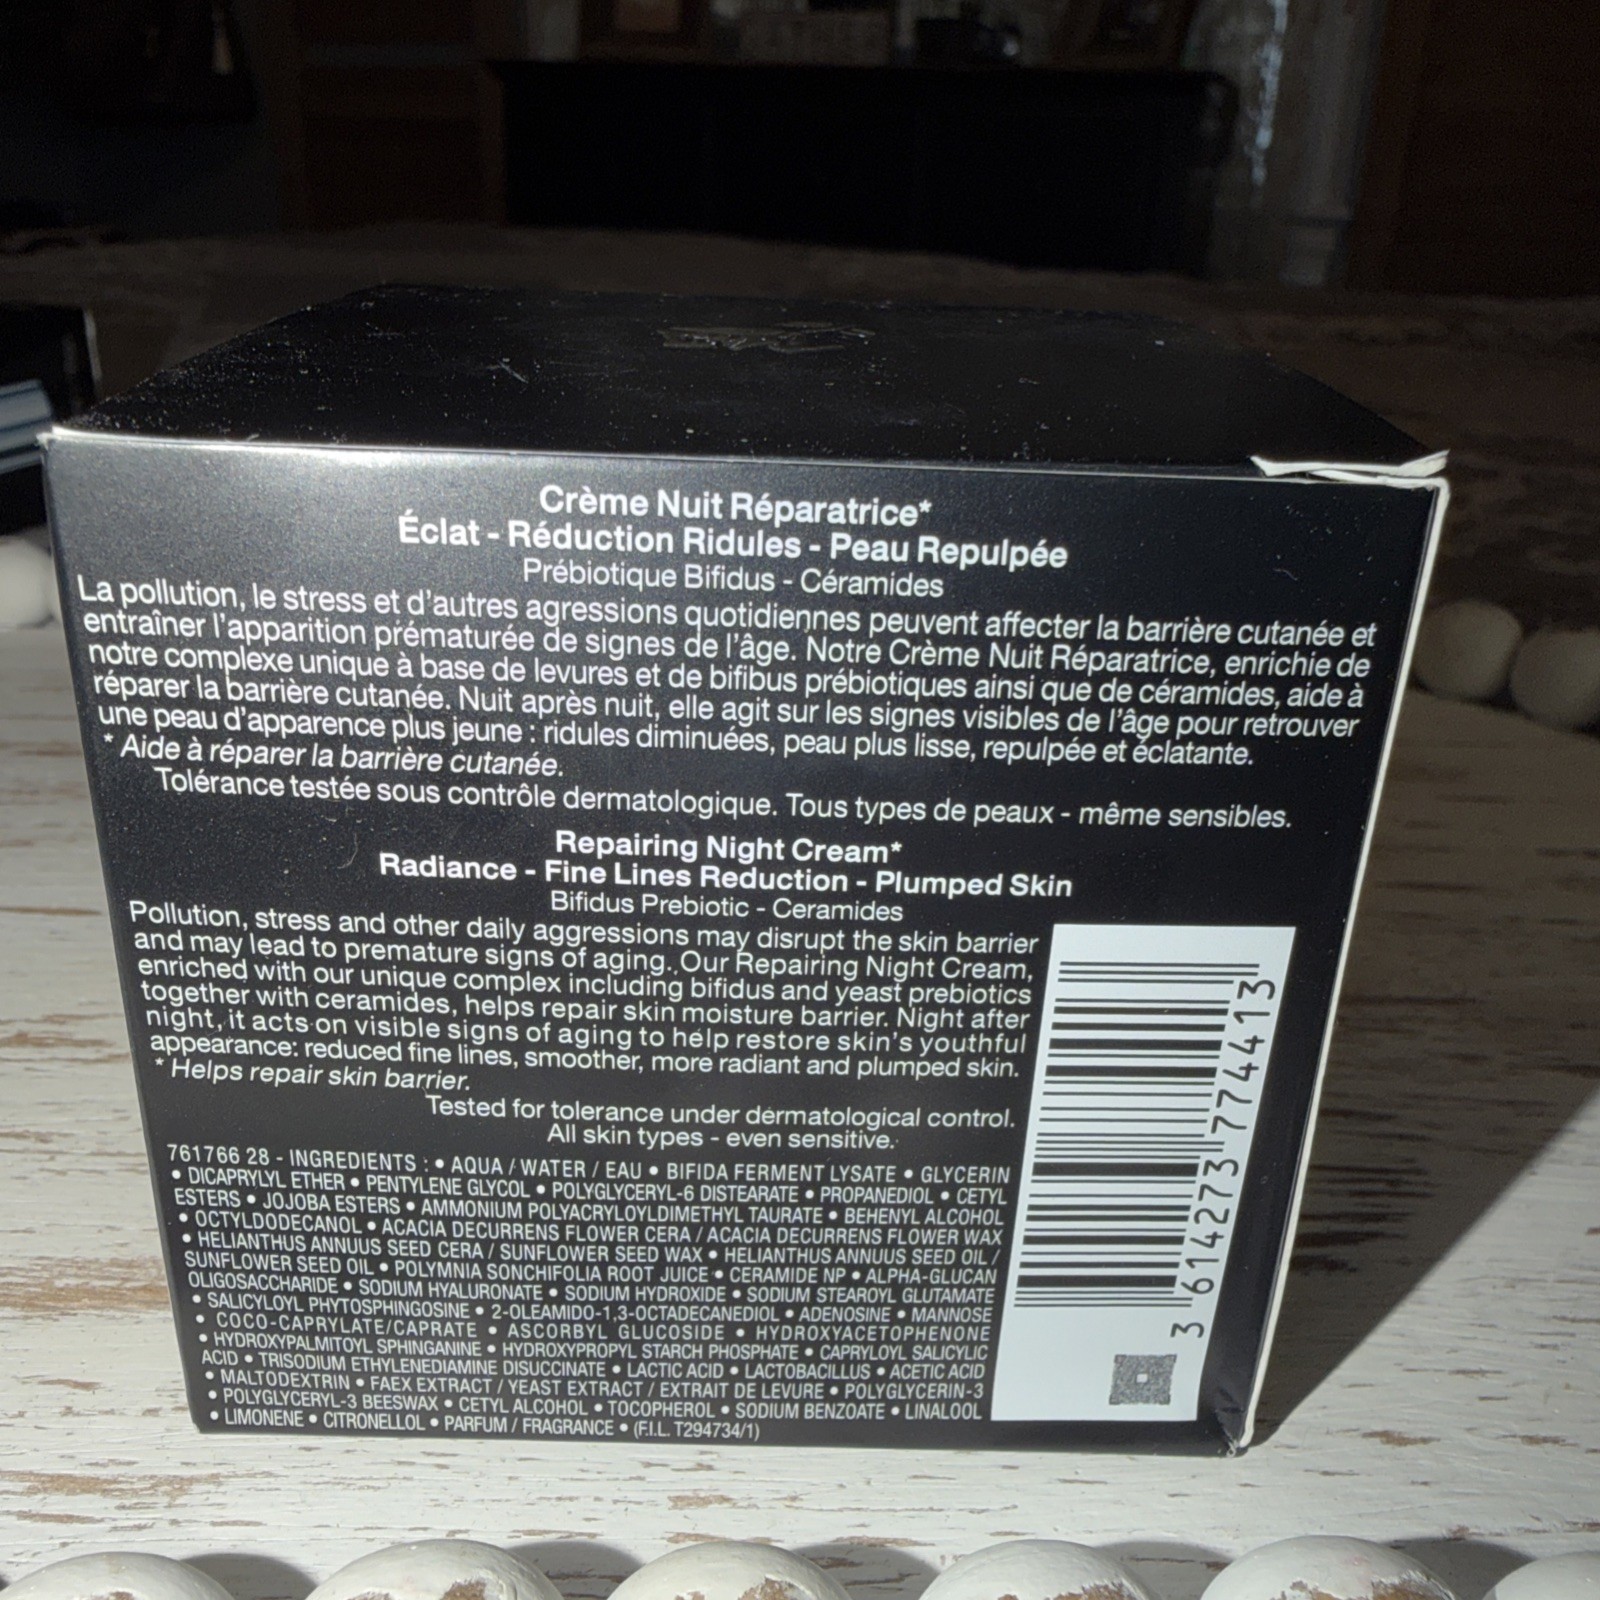 Crème Nuit Réparatrice*
Éclat - Réduction Ridules - Peau Repulpée
Prébiotique Bifidus - Céramides
La pollution, le stress et d'autres agressions quotidiennes peuvent affecter la barrière cutanée et
entraîner l'apparition prématurée de signes de l'âge. Notre Crème Nuit Réparatrice, enrichie de
notre complexe unique à base de levures et de bifibus prébiotiques ainsi que de céramides, aide à
réparer la barrière cutanée. Nuit après nuit, elle agit sur les signes visibles de l'âge pour retrouver
une peau d'apparence plus jeune : ridules diminuées, peau plus lisse, repulpée et éclatante.
* Aide à réparer la barrière cutanée.
Tolérance testée sous contrôle dermatologique. Tous types de peaux - même sensibles.
Repairing Night Cream*
Radiance - Fine Lines Reduction - Plumped Skin
Bifidus Prebiotic - Ceramides
Pollution, stress and other daily aggressions may disrupt the skin barrier
and may lead to premature signs of aging. Our Repairing Night Cream,
enriched with our unique complex including bifidus and yeast prebiotics
together with ceramides, helps repair skin moisture barrier. Night after
night, it acts on visible signs of aging to help restore skin's youthful
appearance: reduced fine lines, smoother, more radiant and plumped skin.
* Helps repair skin barrier.
Tested for tolerance under dermatological control.
All skin types - even sensitive.
761766 28 - INGREDIENTS : • AQUA / WATER / EAU • BIFIDA FERMENT LYSATE • GLYCERIN
• DICAPRYLYL ETHER • PENTYLENE GLYCOL • POLYGLYCERYL-6 DISTEARATE • PROPANEDIOL • CETYL
ESTERS • JOJOBA ESTERS • AMMONIUM POLYACRYLOYLDIMETHYL TAURATE • BEHENYL ALCOHOL
• OCTYLDODECANOL • ACACIA DECURRENS FLOWER CERA / ACACIA DECURRENS FLOWER WAX
• HELIANTHUS ANNUUS SEED CERA / SUNFLOWER SEED WAX • HELIANTHUS ANNUUS SEED OIL /
SUNFLOWER SEED OIL • POLYMNIA SONCHIFOLIA ROOT JUICE • CERAMIDE NP • ALPHA-GLUCAN
OLIGOSACCHARIDE • SODIUM HYALURONATE • SODIUM HYDROXIDE • SODIUM STEAROYL GLUTAMATE
• SALICYLOYL PHYTOSPHINGOSINE • 2-OLEAMIDO-1,3-OCTADECANEDIOL • ADENOSINE • MANNOSE
• COCO-CAPRYLATE/CAPRATE • ASCORBYL GLUCOSIDE • HYDROXYACETOPHENONE
• HYDROXYPALMITOYL SPHINGANINE • HYDROXYPROPYL STARCH PHOSPHATE • CAPRYLOYL SALICYLIC
ACID • TRISODIUM ETHYLENEDIAMINE DISUCCINATE • LACTIC ACID • LACTOBACILLUS • ACETIC ACID
• MALTODEXTRIN • FAEX EXTRACT / YEAST EXTRACT / EXTRAIT DE LEVURE • POLYGLYCERIN-3
• POLYGLYCERYL-3 BEESWAX • CETYL ALCOHOL • TOCOPHEROL • SODIUM BENZOATE • LINALOOL
• LIMONENE • CITRONELLOL • PARFUM / FRAGRANCE • (F.I.L. T294734/1)
3 614273 774413